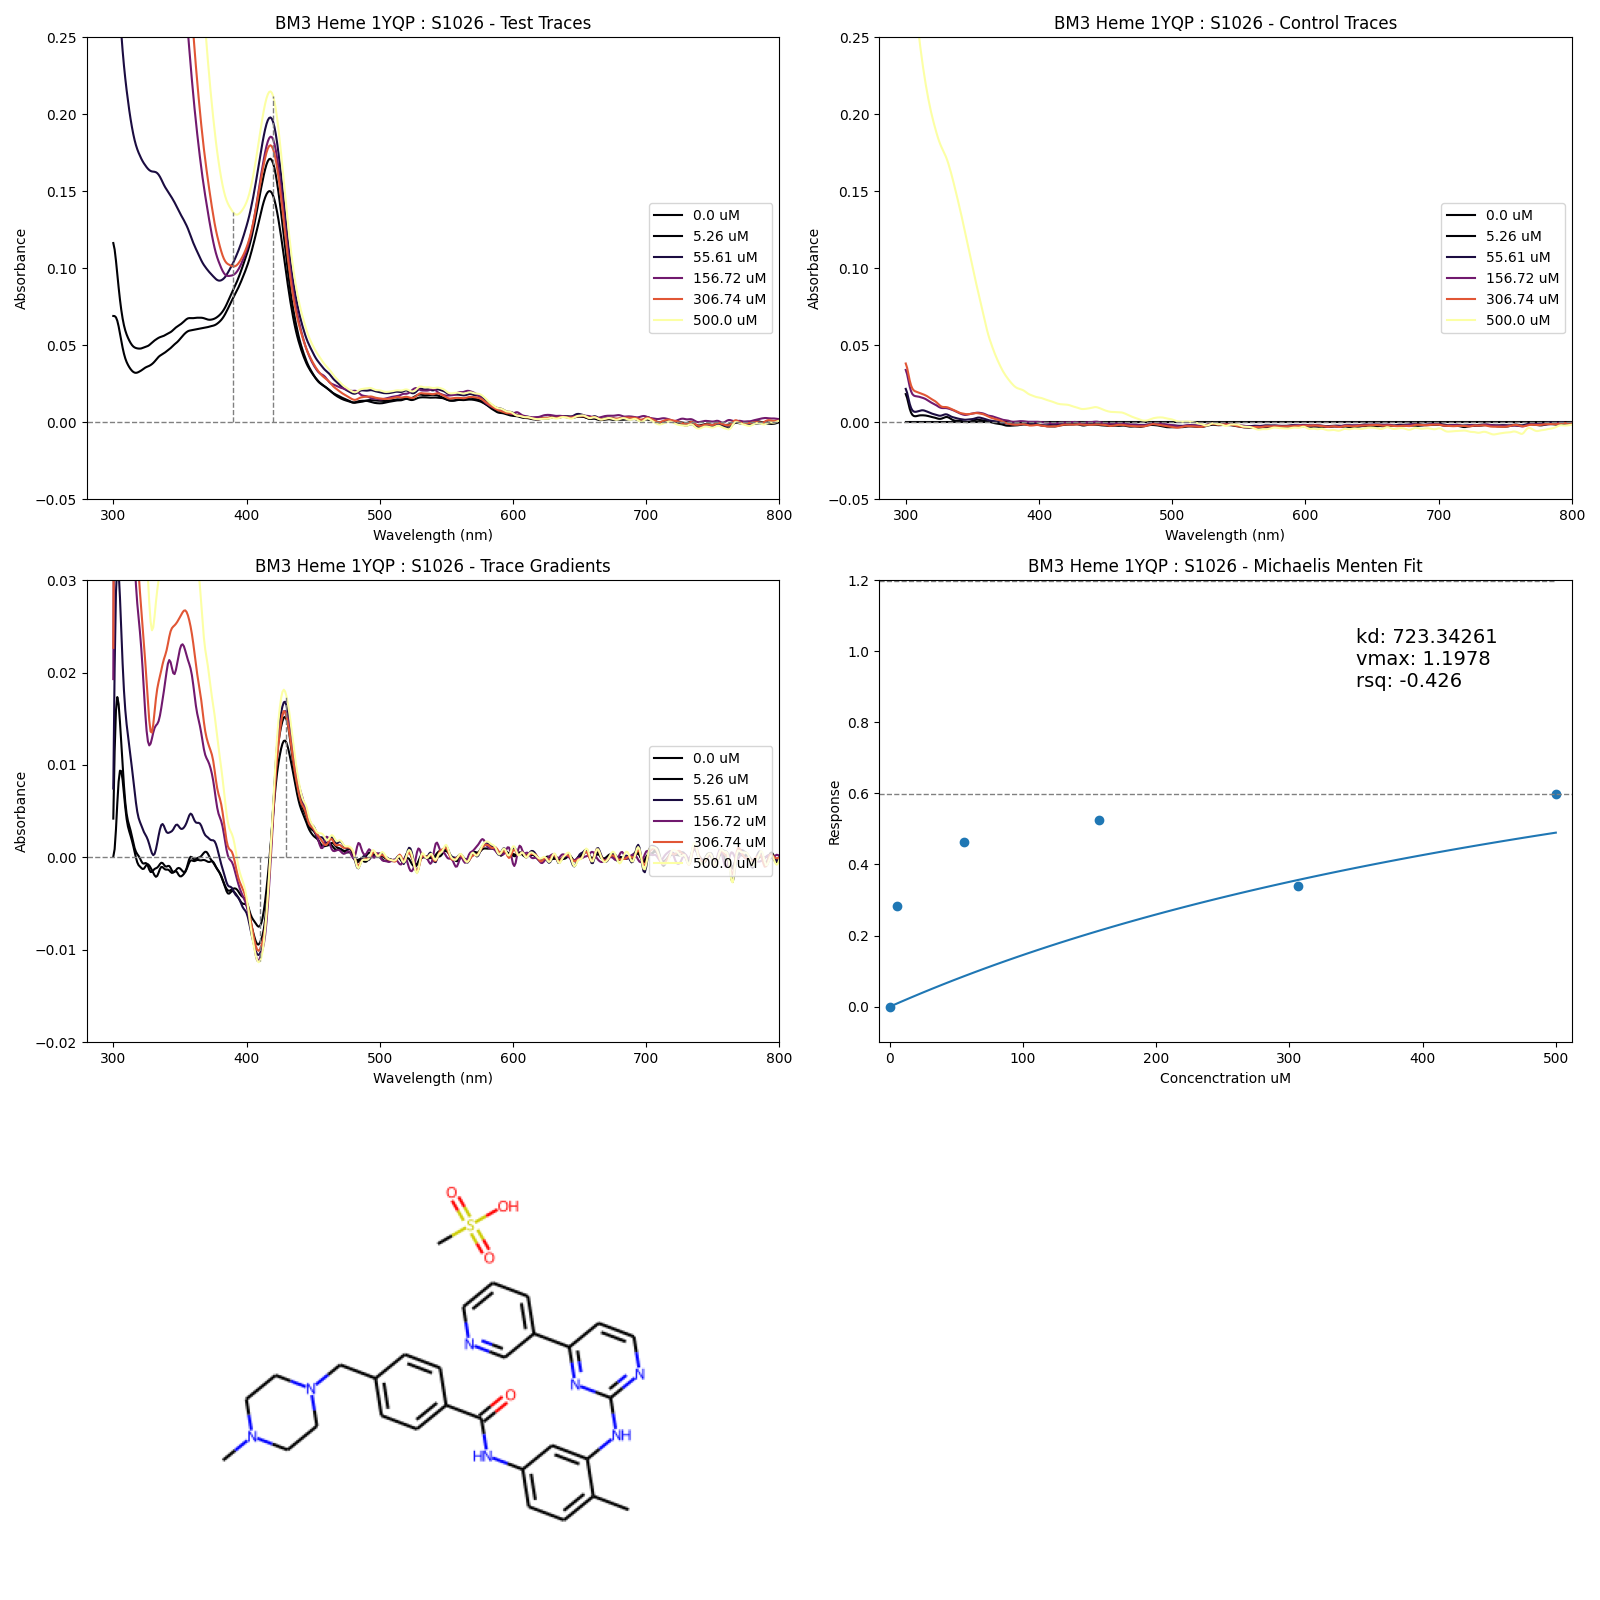 BM3 Heme 1YQP : S1026 - Test Traces
0.25
0.20
0.15
0.10
0.05
0.00
−0.05
Absorbance
300 400 500 600 700 800
Wavelength (nm)
0.0 uM
5.26 uM
55.61 uM
156.72 uM
306.74 uM
500.0 uM
BM3 Heme 1YQP : S1026 - Control Traces
0.25
0.20
0.15
0.10
0.05
0.00
−0.05
Absorbance
300 400 500 600 700 800
Wavelength (nm)
0.0 uM
5.26 uM
55.61 uM
156.72 uM
306.74 uM
500.0 uM
BM3 Heme 1YQP : S1026 - Trace Gradients
0.03
0.02
0.01
0.00
−0.01
−0.02
Absorbance
300 400 500 600 700 800
Wavelength (nm)
0.0 uM
5.26 uM
55.61 uM
156.72 uM
306.74 uM
500.0 uM
BM3 Heme 1YQP : S1026 - Michaelis Menten Fit
1.2
1.0
0.8
0.6
0.4
0.2
0.0
Response
0 100 200 300 400 500
Concenctration uM
kd: 723.34261
vmax: 1.1978
rsq: -0.426
O
OH
S
O
N
N
N
N
O
N
NH
HN